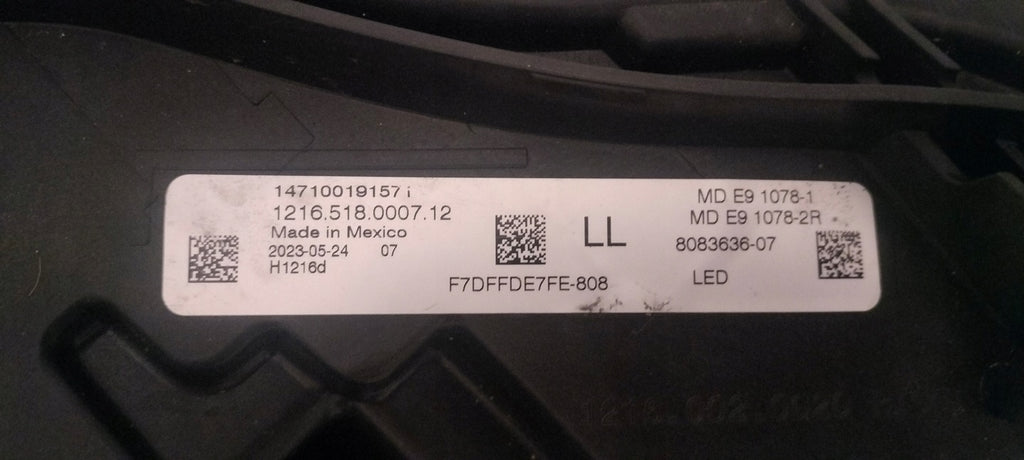 14710019157 i
1216.518.0007.12
Made in Mexico
2023-05-24 07
H1216d
F7DFFDE7FE-808
LL
MD E9 1078-1
MD E9 1078-2R
8083636-07
LED